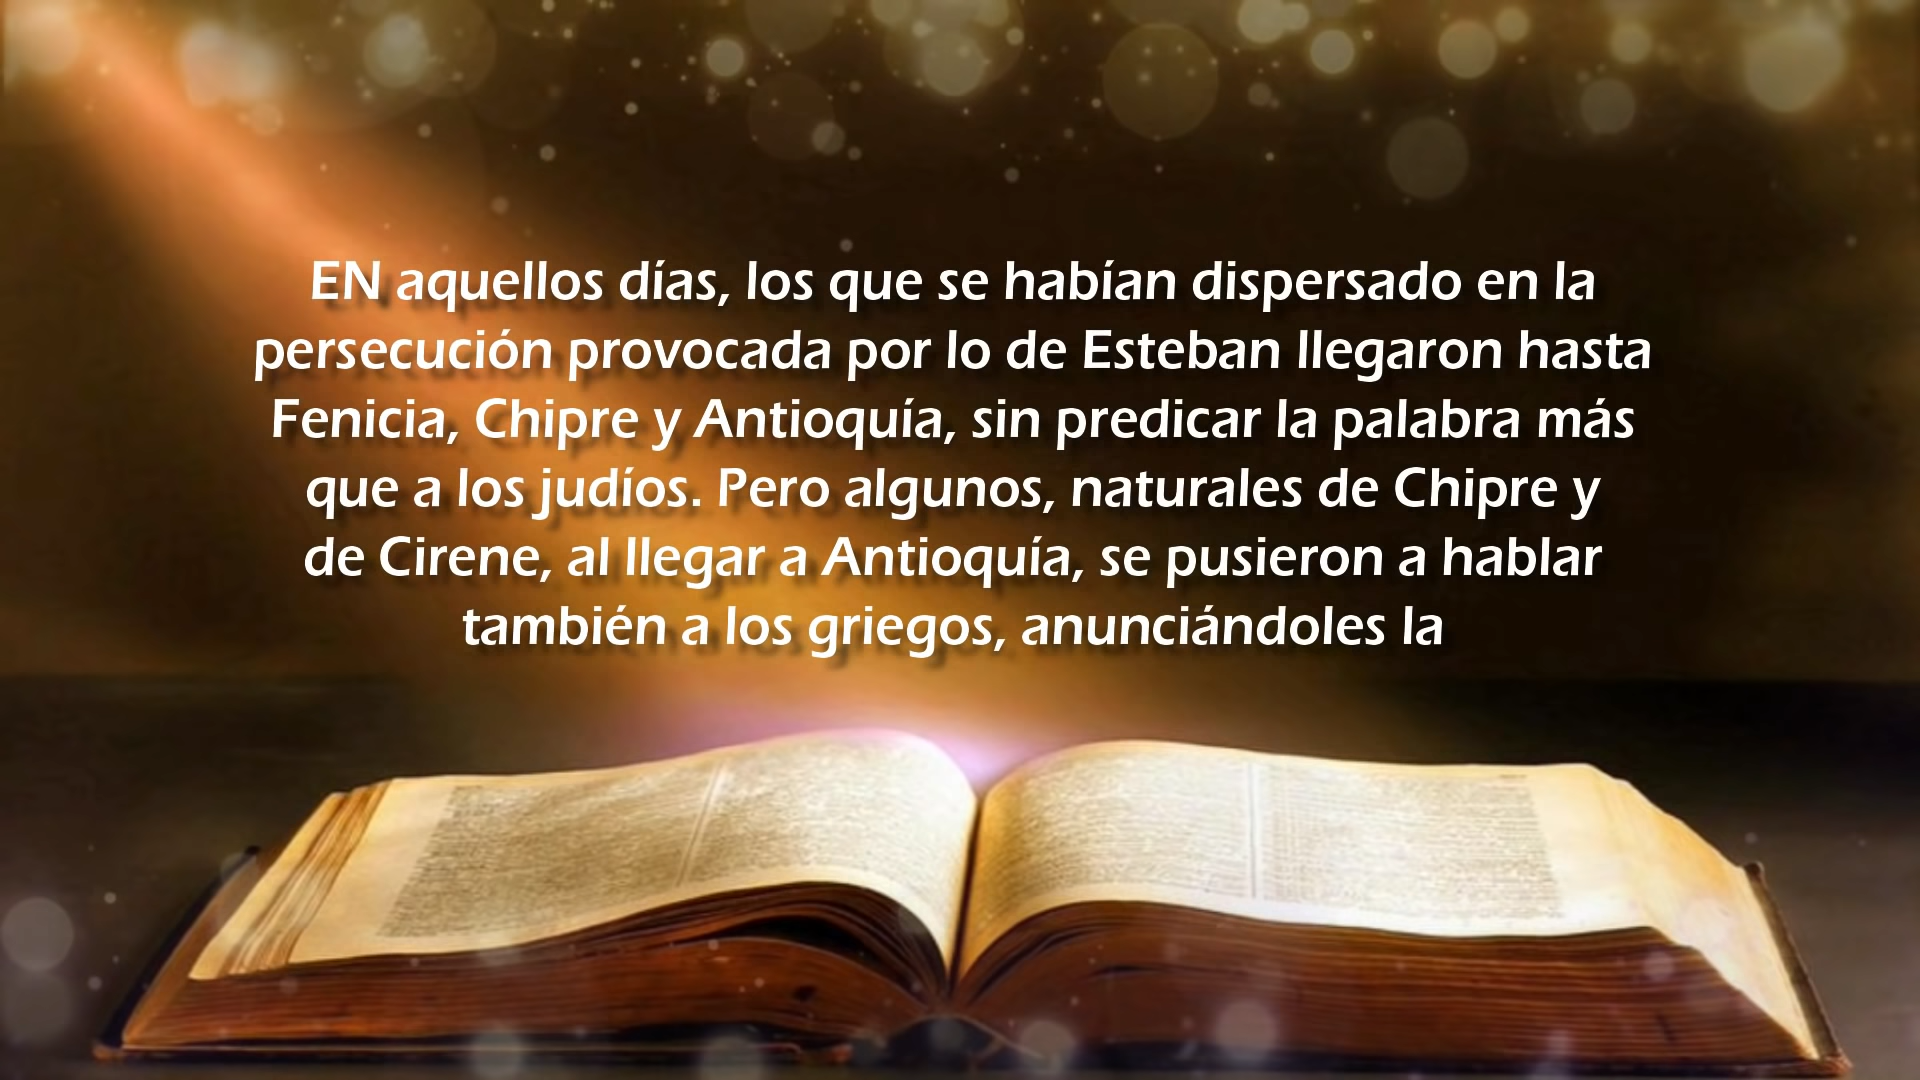 EN aquellos días, los que se habían dispersado en la
persecución provocada por lo de Esteban llegaron hasta
Fenicia, Chipre y Antioquía, sin predicar la palabra más
que a los judíos. Pero algunos, naturales de Chipre y
de Cirene, al llegar a Antioquía, se pusieron a hablar
también a los griegos, anunciándoles la